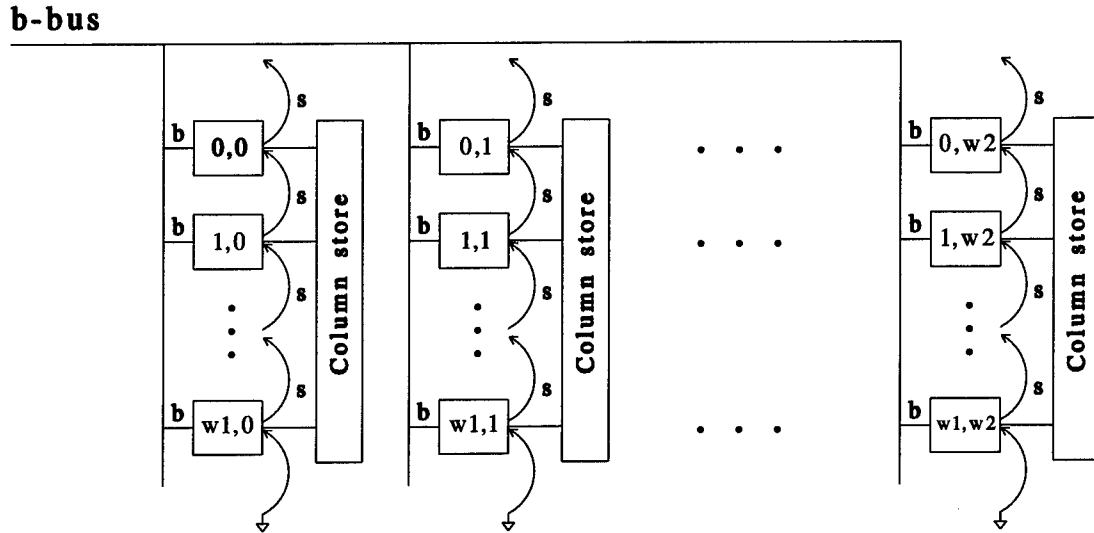 b-bus
s s s
b 0,0 b 0,1 b 0,w2
s s s
b 1,0 b 1,1 b 1,w2
s s s
s s s
b w1,0 b w1,1 b w1,w2
Column store
Column store
Column store